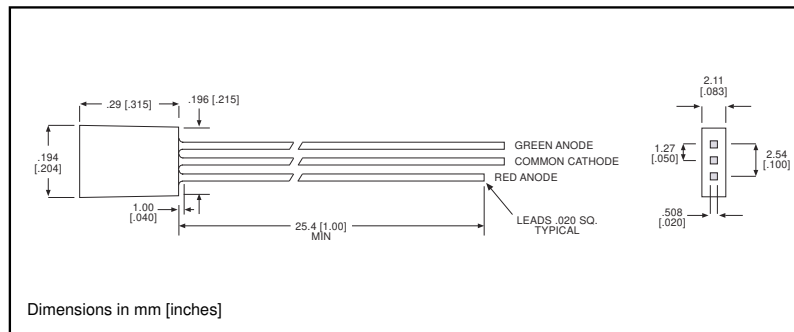 .29 [.315]
.196 [.215]
.194
[.204]
1.00
[.040]
25.4 [1.00]
MIN
GREEN ANODE
COMMON CATHODE
RED ANODE
LEADS .020 SQ.
TYPICAL
2.11
[.083]
1.27
[.050]
2.54
[.100]
.508
[.020]
Dimensions in mm [inches]